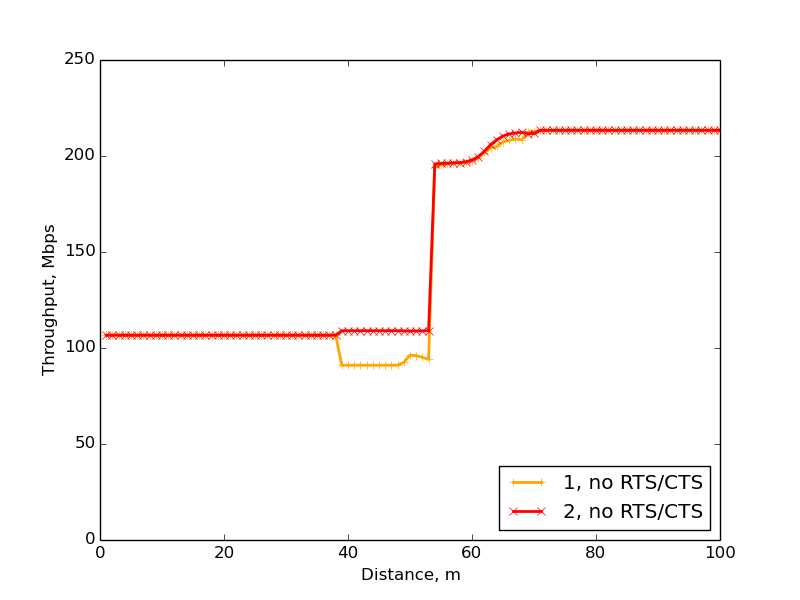 250
200
150
100
50
0
Throughput, Mbps
0 20 40 60 80 100
Distance, m
1, no RTS/CTS
2, no RTS/CTS